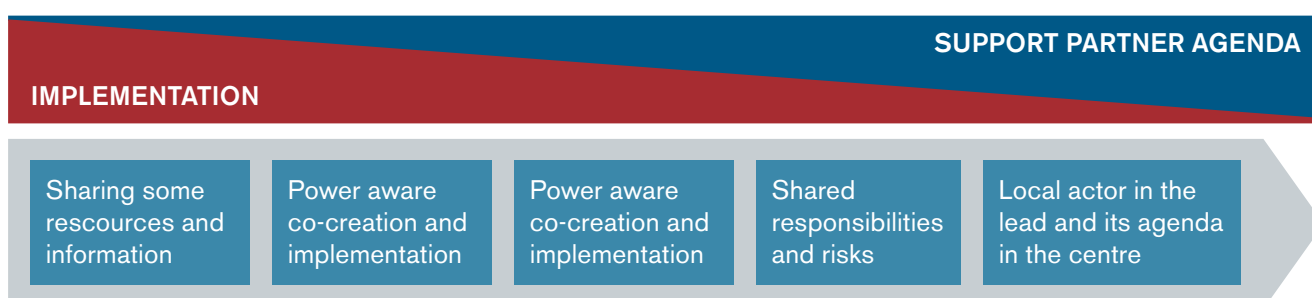 SUPPORT PARTNER AGENDA
IMPLEMENTATION
Sharing some
rescources and
information
Power aware
co-creation and
implementation
Power aware
co-creation and
implementation
Shared
responsibilities
and risks
Local actor in the
lead and its agenda
in the centre